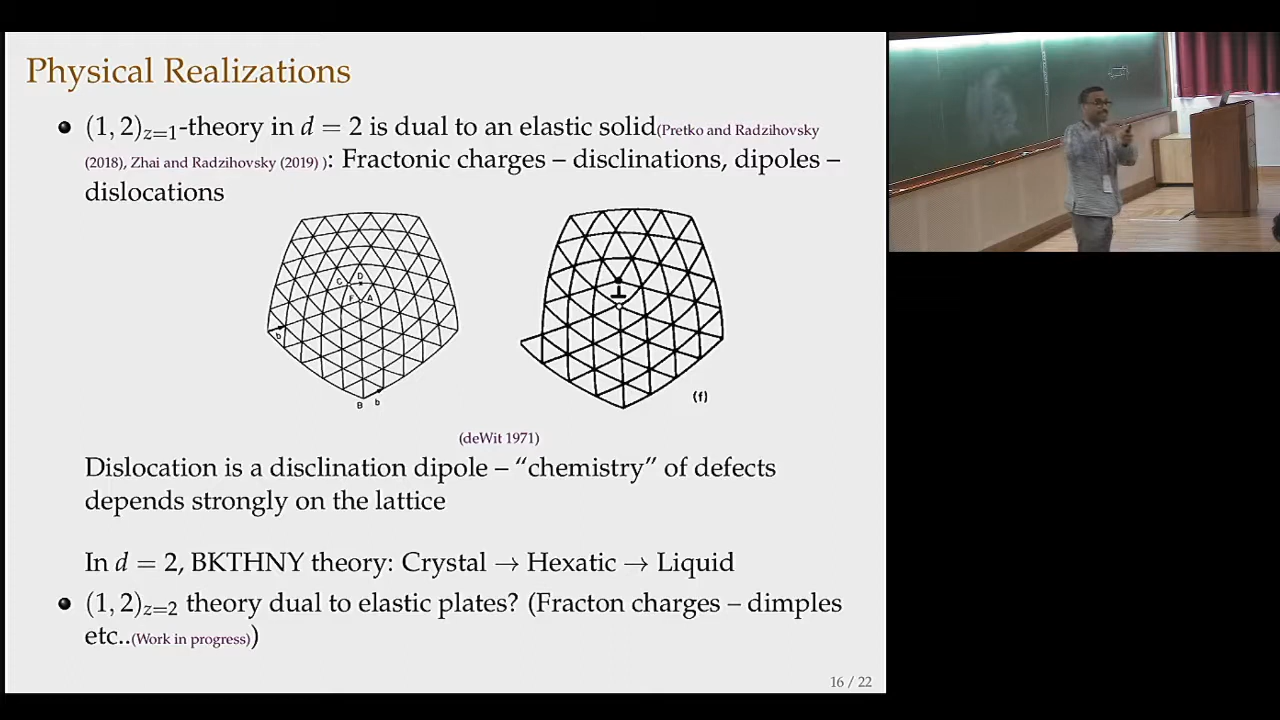 Physical Realizations
• (1, 2)z=1-theory in d = 2 is dual to an elastic solid(Pretko and Radzihovsky
(2018), Zhai and Radzihovsky (2019) ): Fractonic charges – disclinations, dipoles –
dislocations
C D
F A
b
B b
(f)
(deWit 1971)
Dislocation is a disclination dipole – “chemistry” of defects
depends strongly on the lattice
In d = 2, BKTHNY theory: Crystal → Hexatic → Liquid
• (1, 2)z=2 theory dual to elastic plates? (Fracton charges – dimples
etc..(Work in progress))
16 / 22